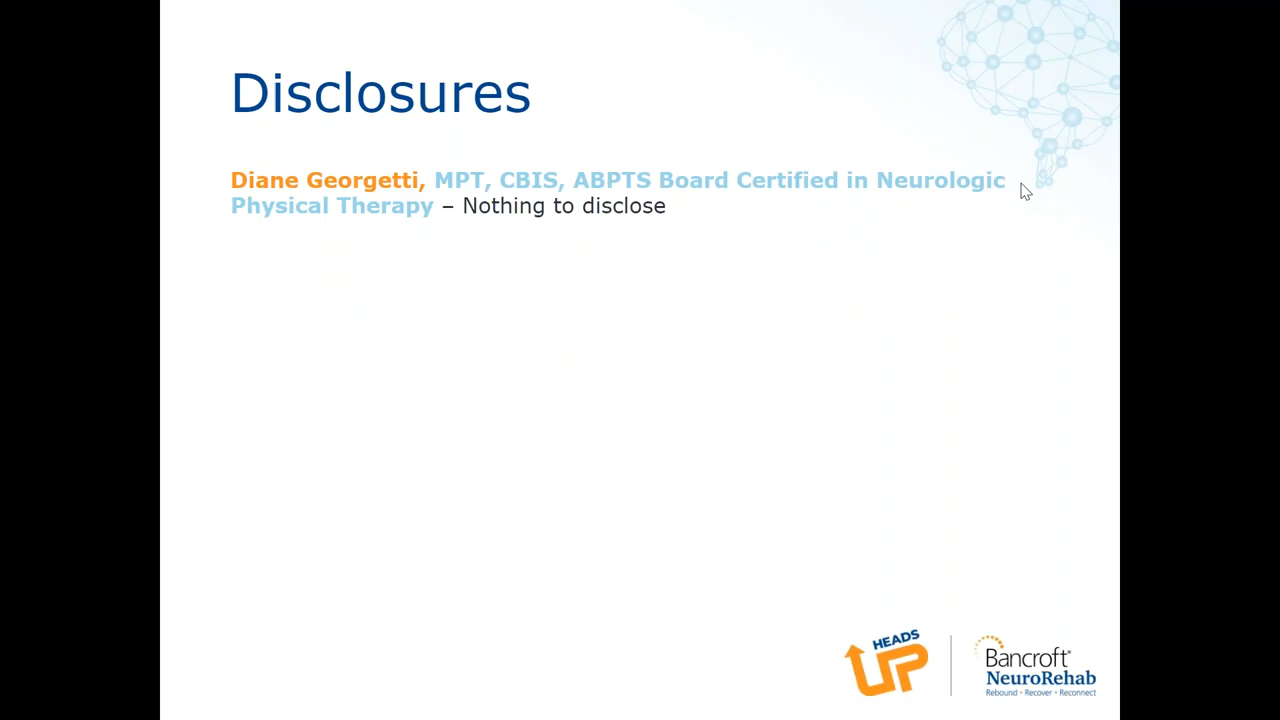 Disclosures
Diane Georgetti, MPT, CBIS, ABPTS Board Certified in Neurologic
Physical Therapy – Nothing to disclose
HEADS
UP
Bancroft®
NeuroRehab
Rebound • Recover • Reconnect